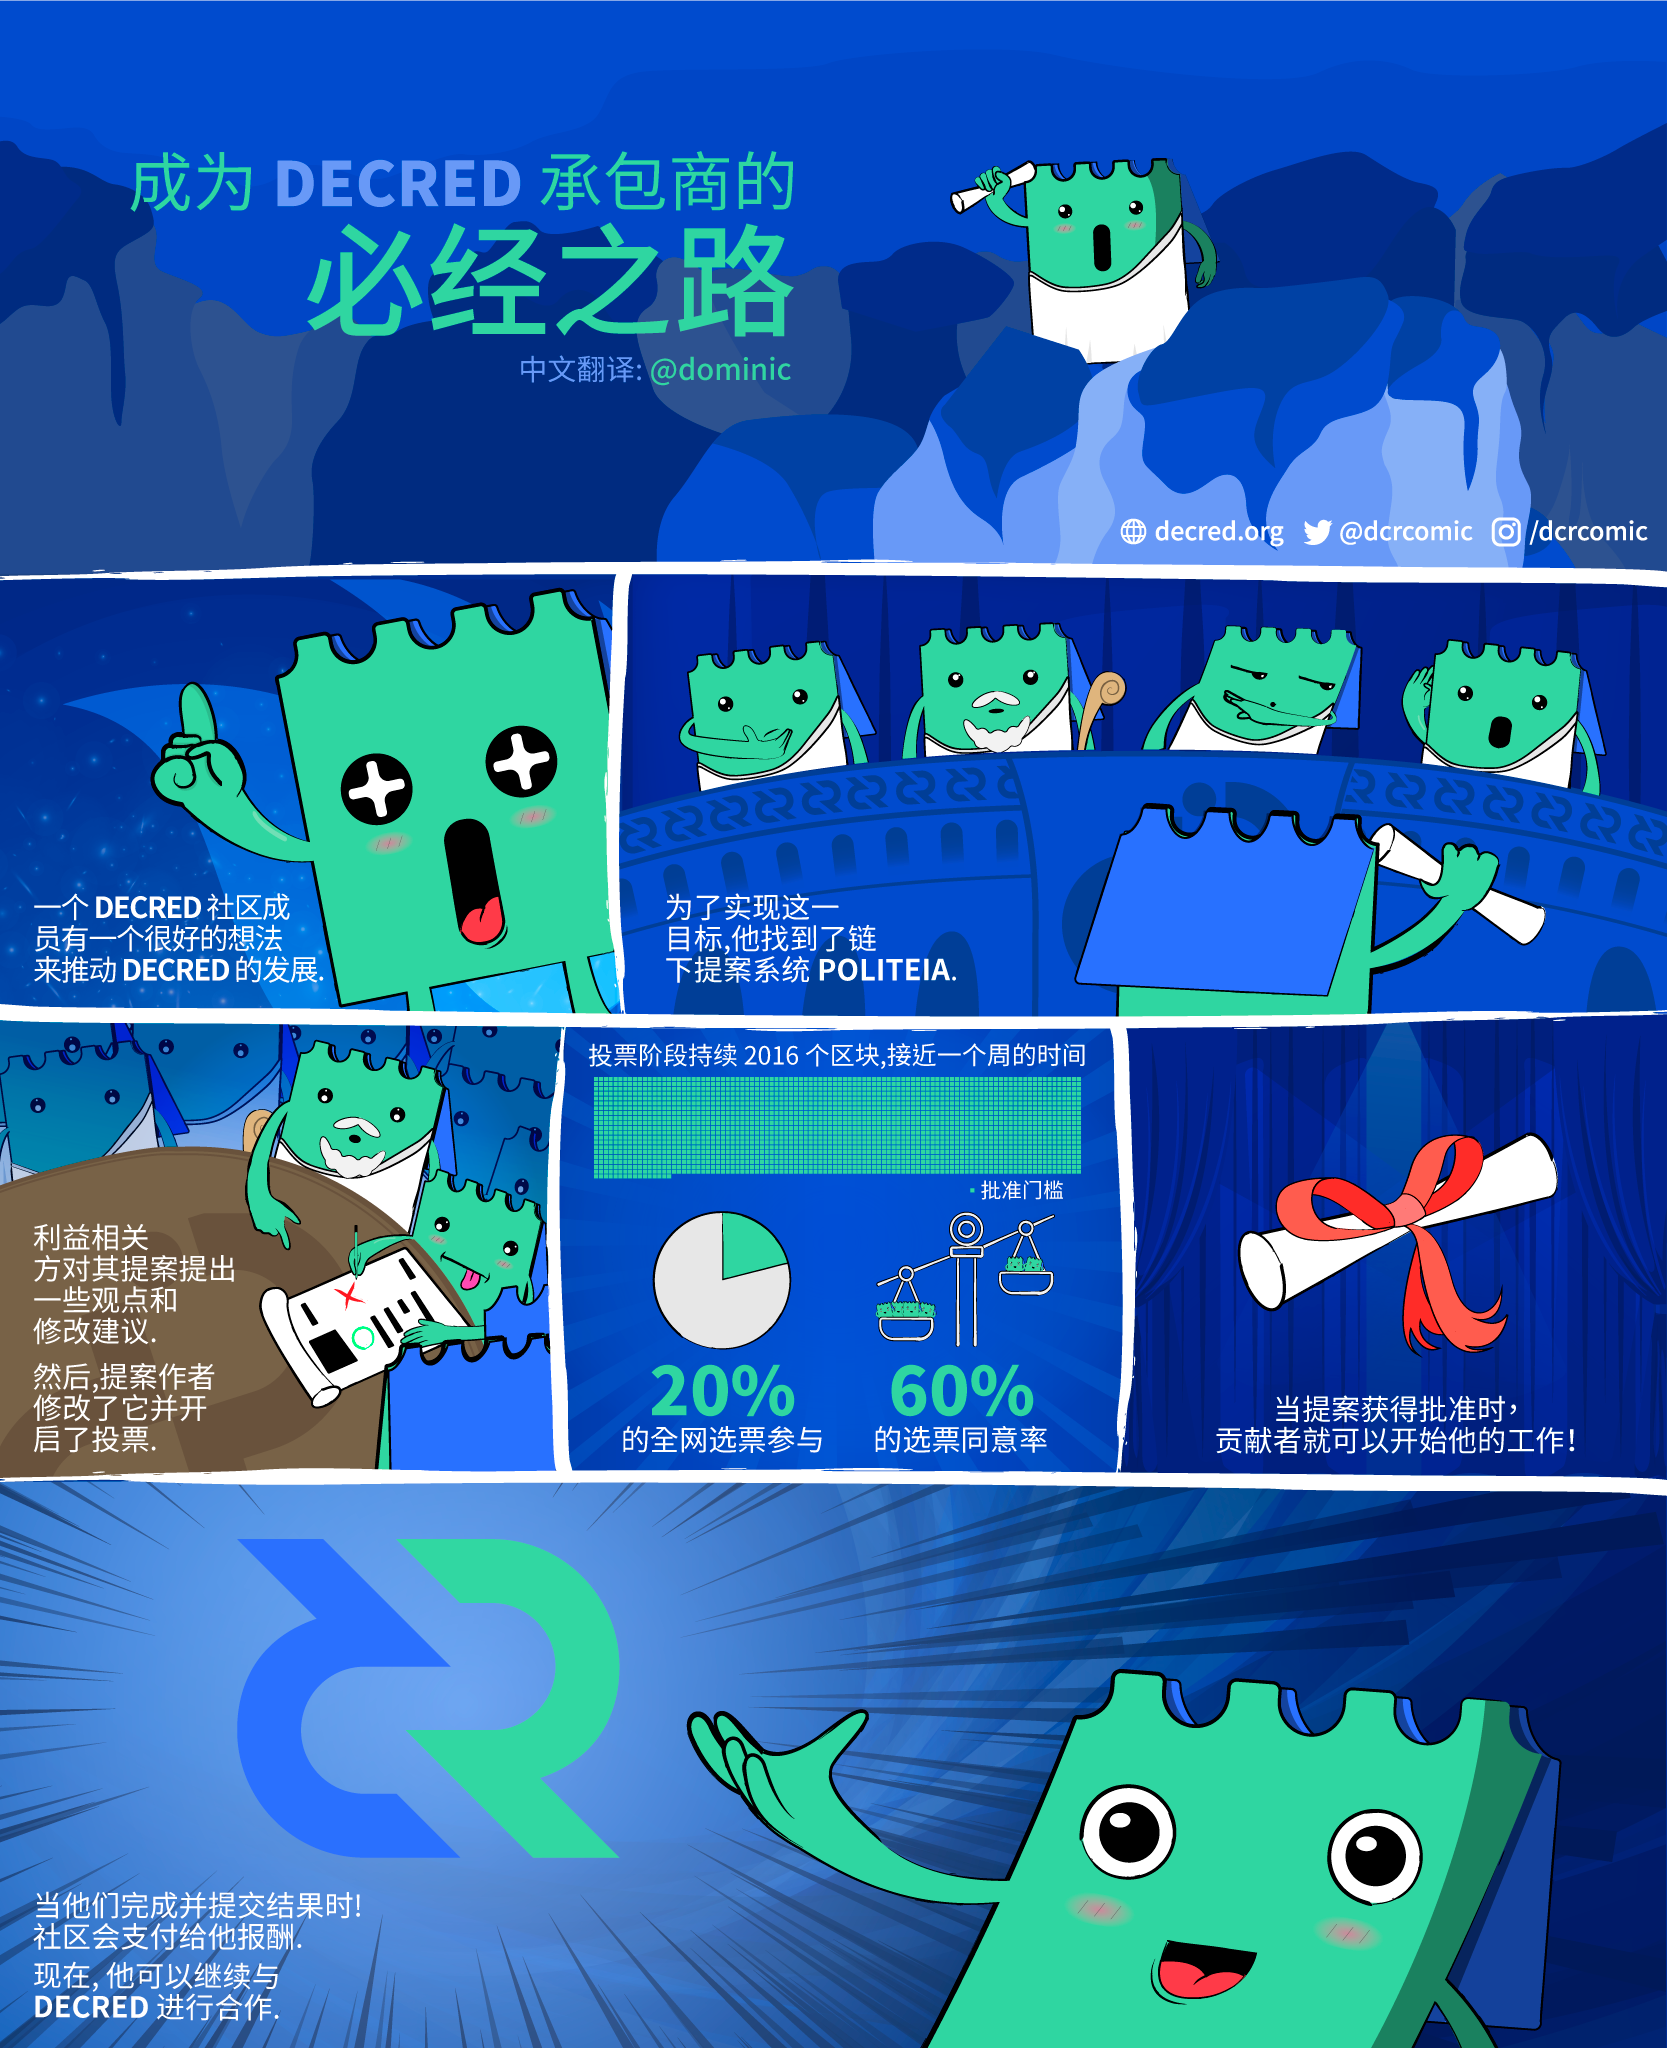 成为 DECRED 承包商的
必经之路
中文翻译: @dominic
decred.org @dcrcomic /dcrcomic
一个 DECRED 社区成
员有一个很好的想法
来推动 DECRED 的发展.
为了实现这一
目标,他找到了链
下提案系统 POLITEIA.
利益相关
方对其提案提出
一些观点和
修改建议.
然后,提案作者
修改了它并开
启了投票.
投票阶段持续 2016 个区块,接近一个周的时间
批准门槛
20%
的全网选票参与
60%
的选票同意率
当提案获得批准时，
贡献者就可以开始他的工作!
当他们完成并提交结果时!
社区会支付给他报酬.
现在, 他可以继续与
DECRED 进行合作.